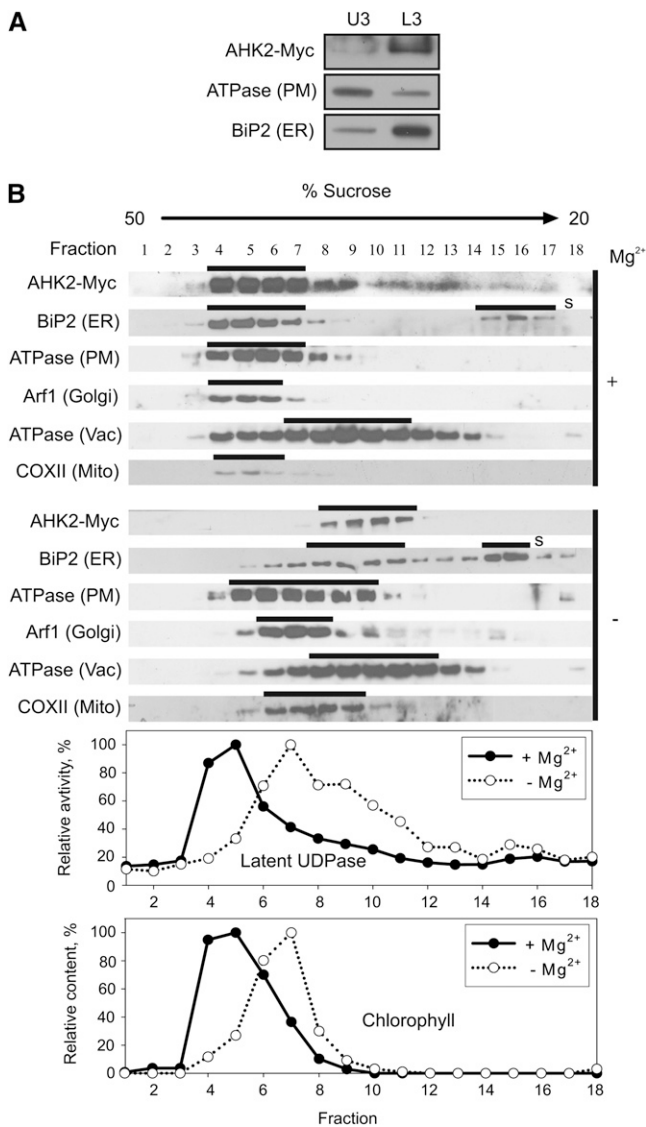 A
U3 L3
AHK2-Myc
ATPase (PM)
BiP2 (ER)
B
% Sucrose
50 20
Fraction 1 2 3 4 5 6 7 8 9 10 11 12 13 14 15 16 17 18 Mg2+
AHK2-Myc
s
BiP2 (ER)
ATPase (PM)
+
Arf1 (Golgi)
ATPase (Vac)
COXII (Mito)
AHK2-Myc
s
BiP2 (ER)
ATPase (PM)
-
Arf1 (Golgi)
ATPase (Vac)
COXII (Mito)
Relative avtivity, %
100
80
60
40
20
0
+ Mg2+
- Mg2+
Latent UDPase
2 4 6 8 10 12 14 16 18
Relative content, %
100
80
60
40
20
0
+ Mg2+
- Mg2+
Chlorophyll
2 4 6 8 10 12 14 16 18
Fraction